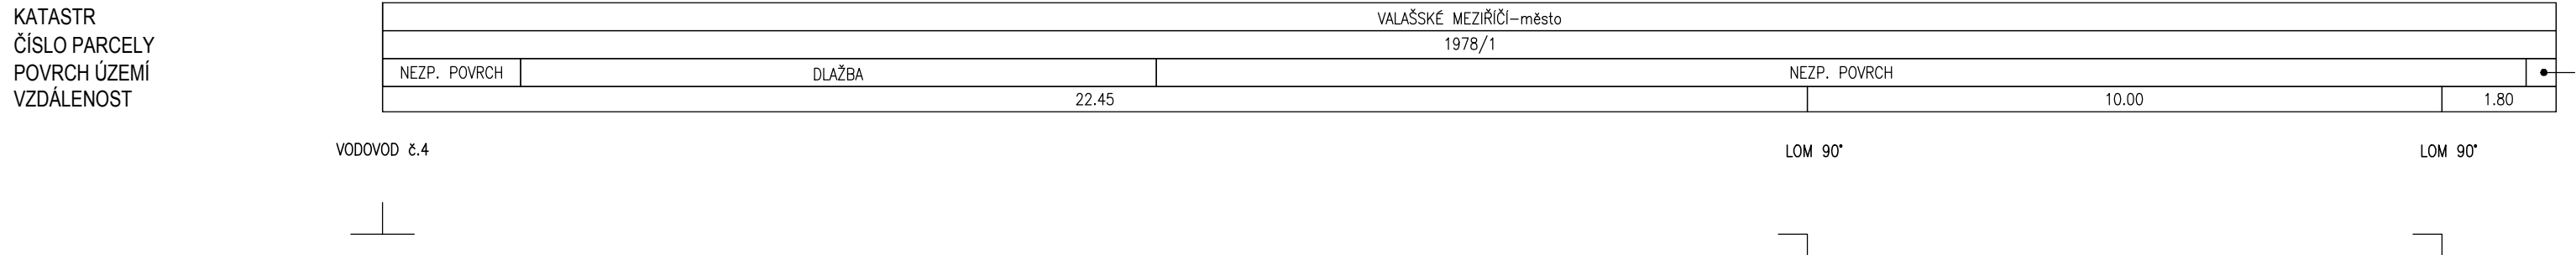 KATASTR VALAŠSKÉ MEZIŘÍČÍ-město
ČÍSLO PARCELY 1978/1
POVRCH ÚZEMÍ NEZP. POVRCH DLAŽBA NEZP. POVRCH
VZDÁLENOST 22.45 10.00 1.80
VODOVOD č.4 LOM 90° LOM 90°